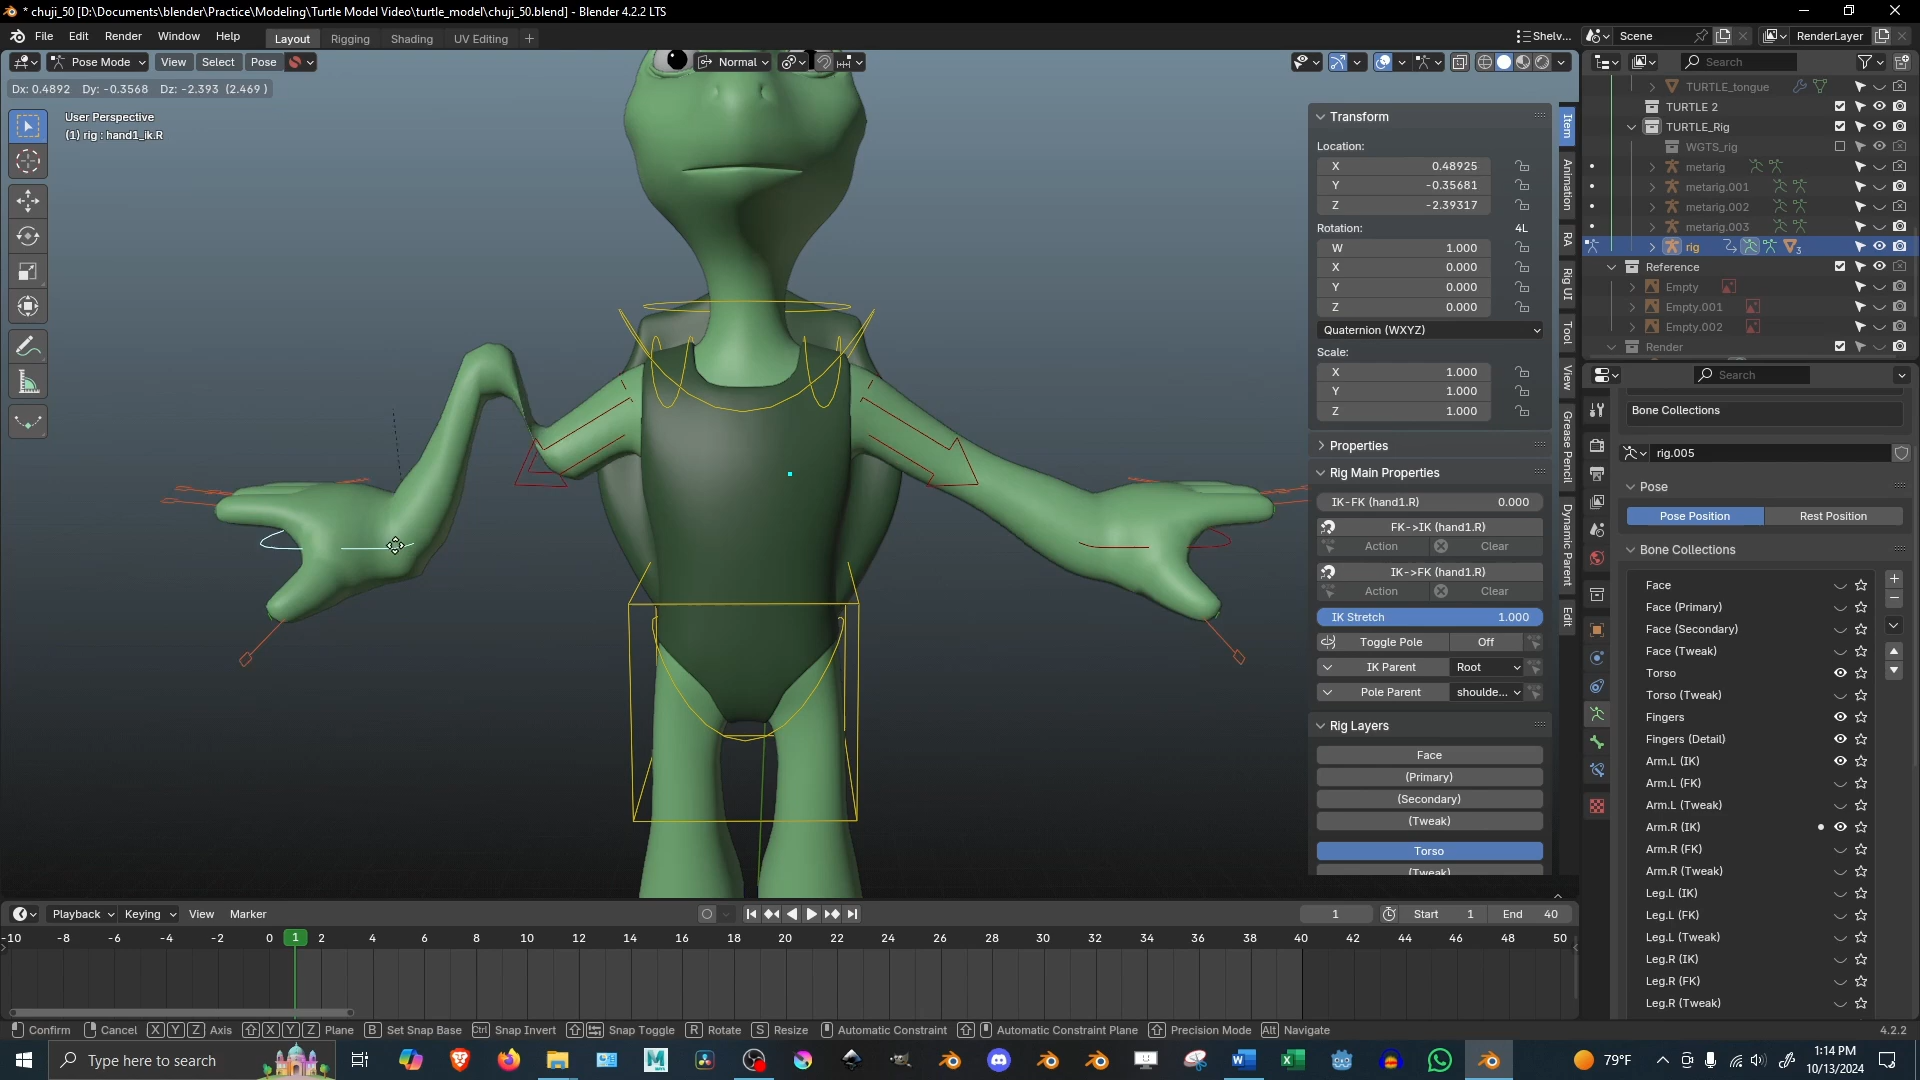 * chuji_50 [D:\Documents\blender\Practice\Modeling\Turtle Model Video\turtle_model\chuji_50.blend] - Blender 4.2.2 LTS
File Edit Render Window Help Layout Rigging Shading UV Editing + Shelv... Scene RenderLayer
Pose Mode View Select Pose Normal Search
Dx: 0.4892 Dy: -0.3568 Dz: -2.393 (2.469 )
User Perspective
(1) rig : hand1_ik.R
Transform
Location:
X 0.48925
Y -0.35681
Z -2.39317
Rotation: 4L
W 1.000
X 0.000
Y 0.000
Z 0.000
Quaternion (WXYZ)
Scale:
X 1.000
Y 1.000
Z 1.000
Properties
Rig Main Properties
IK-FK (hand1.R) 0.000
FK->IK (hand1.R)
Action Clear
IK->FK (hand1.R)
Action Clear
IK Stretch 1.000
Toggle Pole Off
IK Parent Root
Pole Parent shoulde...
Rig Layers
Face
(Primary)
(Secondary)
(Tweak)
Torso
(Tweak)
Item
Animation
RA
Rig UI
Tool
View
Grease Pencil
Dynamic Parent
Edit
TURTLE_tongue
TURTLE 2
TURTLE_Rig
WGTS_rig
metarig
metarig.001
metarig.002
metarig.003
rig 3
Reference
Empty
Empty.001
Empty.002
Render
Search
Bone Collections
rig.005
Pose
Pose Position Rest Position
Bone Collections
Face
Face (Primary)
Face (Secondary)
Face (Tweak)
Torso
Torso (Tweak)
Fingers
Fingers (Detail)
Arm.L (IK)
Arm.L (FK)
Arm.L (Tweak)
Arm.R (IK)
Arm.R (FK)
Arm.R (Tweak)
Leg.L (IK)
Leg.L (FK)
Leg.L (Tweak)
Leg.R (IK)
Leg.R (FK)
Leg.R (Tweak)
Playback Keying View Marker 1 Start 1 End 40
-10 -8 -6 -4 -2 0 1 2 4 6 8 10 12 14 16 18 20 22 24 26 28 30 32 34 36 38 40 42 44 46 48 50
Confirm Cancel X Y Z Axis X Y Z Plane B Set Snap Base Ctrl Snap Invert Snap Toggle R Rotate S Resize Automatic Constraint Automatic Constraint Plane Precision Mode Alt Navigate 4.2.2
Type here to search 79°F 1:14 PM
10/13/2024